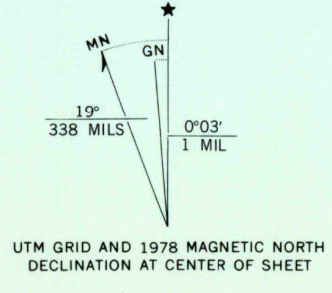 MN
GN
19°
338 MILS
0°03′
1 MIL
UTM GRID AND 1978 MAGNETIC NORTH
DECLINATION AT CENTER OF SHEET